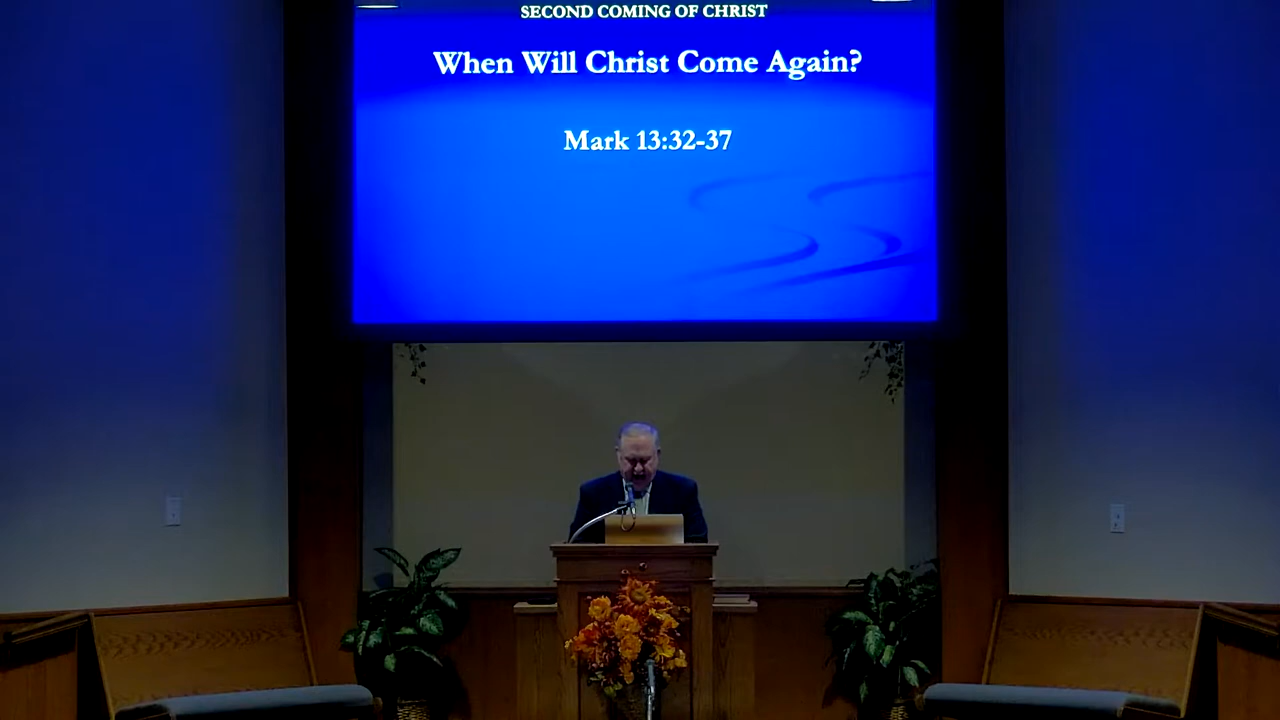 SECOND COMING OF CHRIST
When Will Christ Come Again?
Mark 13:32-37